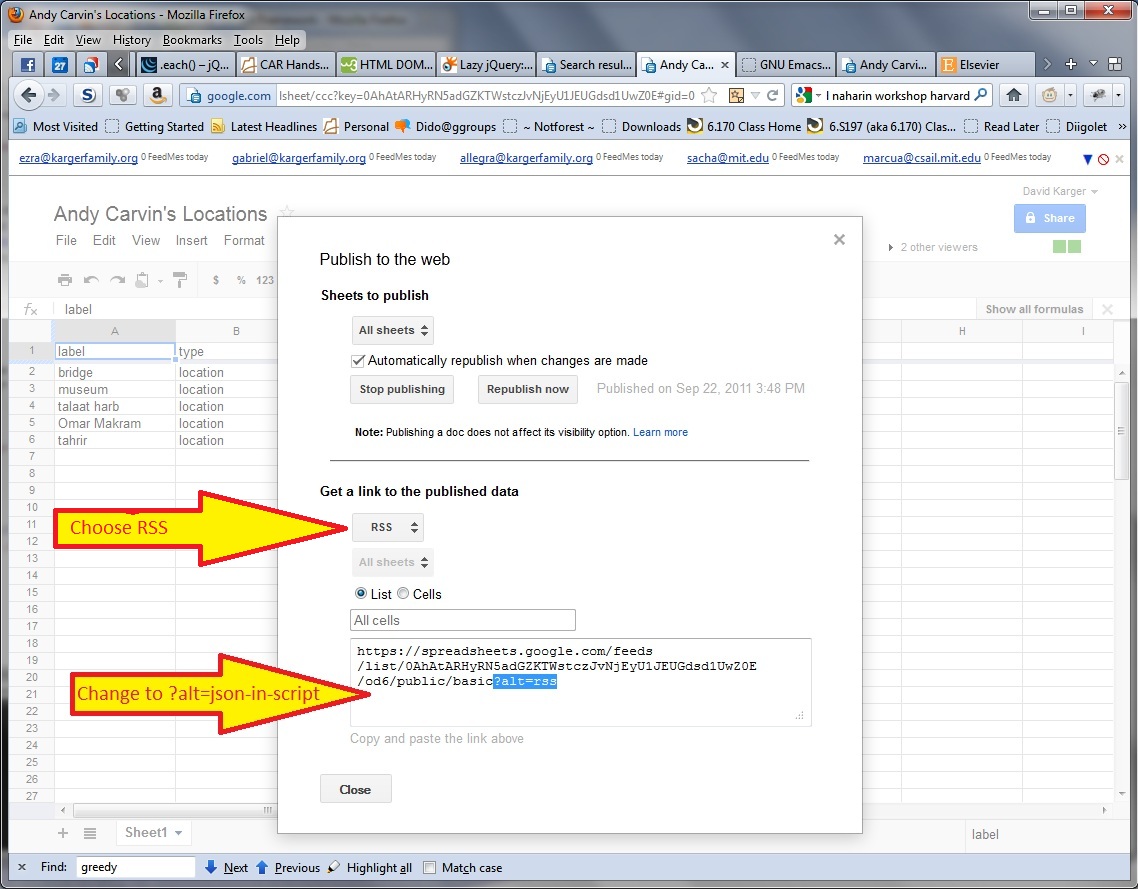 Andy Carvin's Locations - Mozilla Firefox
File Edit View History Bookmarks Tools Help
27 .each() – jQ... CAR Hands... HTML DOM... Lazy jQuery:... Search resul... Andy Ca... GNU Emacs... Andy Carvi... Elsevier
google.com lsheet/ccc?key=0AhAtARHyRN5adGZKTWstczJvNjEyU1JEUGdsd1UwZ0E#gid=0 I naharin workshop harvard
Most Visited Getting Started Latest Headlines Personal Dido@ggroups ~ Notforest ~ Downloads 6.170 Class Home 6.S197 (aka 6.170) Clas... Read Later Diigolet »
ezra@kargerfamily.org 0 FeedMes today gabriel@kargerfamily.org 0 FeedMes today allegra@kargerfamily.org 0 FeedMes today sacha@mit.edu 0 FeedMes today marcua@csail.mit.edu 0 FeedMes today
David Karger
Andy Carvin's Locations
Share
File Edit View Insert Format
2 other viewers
$ % 123
fx label
Show all formulas
A B H I
1 label type
2 bridge location
3 museum location
4 talaat harb location
5 Omar Makram location
6 tahrir location
7
8
9
10
11
12
13
14
15
16
17
18
19
20
21
22
23
24
25
26
27
Publish to the web
Sheets to publish
All sheets
Automatically republish when changes are made
Stop publishing Republish now Published on Sep 22, 2011 3:48 PM
Note: Publishing a doc does not affect its visibility option. Learn more
Get a link to the published data
Choose RSS
RSS
All sheets
List Cells
All cells
https://spreadsheets.google.com/feeds
/list/0AhAtARHyRN5adGZKTWstczJvNjEyU1JEUGdsd1UwZ0E
/od6/public/basic?alt=rss
Change to ?alt=json-in-script
Copy and paste the link above
Close
Sheet1
label
Find: greedy Next Previous Highlight all Match case